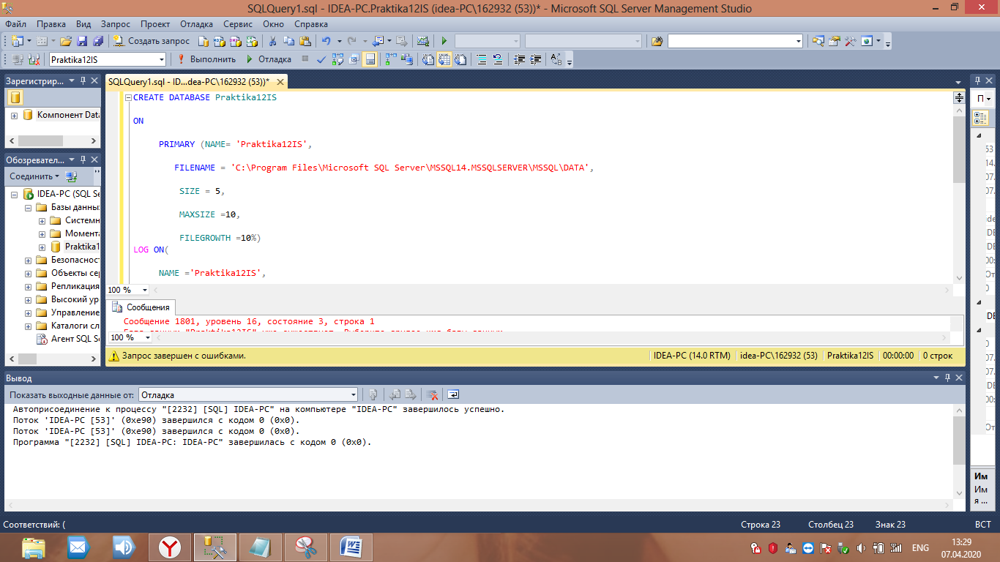 SQLQuery1.sql - IDEA-PC.Praktika12IS (idea-PC\162932 (53))* - Microsoft SQL Server Management Studio
Файл Правка Вид Запрос Проект Отладка Сервис Окно Справка
Создать запрос
Praktika12IS Выполнить Отладка
Зарегистрир...
Компонент Data
Обозревател...
Соединить
IDEA-PC (SQL Se
Базы данны
Системн
Момента
Praktika1
Безопасност
Объекты сер
Репликация
Высокий ур
Управление
Каталоги сл
Агент SQL Se
SQLQuery1.sql - ID...dea-PC\162932 (53))*
CREATE DATABASE Praktika12IS
ON
PRIMARY (NAME= 'Praktika12IS',
FILENAME = 'C:\Program Files\Microsoft SQL Server\MSSQL14.MSSQLSERVER\MSSQL\DATA',
SIZE = 5,
MAXSIZE =10,
FILEGROWTH =10%)
LOG ON(
NAME ='Praktika12IS',
100 %
Сообщения
Сообщение 1801, уровень 16, состояние 3, строка 1
100 %
Запрос завершен с ошибками. IDEA-PC (14.0 RTM) idea-PC\162932 (53) Praktika12IS 00:00:00 0 строк
П
53
14.
07.
07.
Им
Им
я ...
Вывод
Показать выходные данные от: Отладка
Автоприсоединение к процессу "[2232] [SQL] IDEA-PC" на компьютере "IDEA-PC" завершилось успешно.
Поток 'IDEA-PC [53]' (0xe90) завершился с кодом 0 (0x0).
Поток 'IDEA-PC [53]' (0xe90) завершился с кодом 0 (0x0).
Программа "[2232] [SQL] IDEA-PC: IDEA-PC" завершилась с кодом 0 (0x0).
Соответствий: ( Строка 23 Столбец 23 Знак 23 ВСТ
ENG
13:29
07.04.2020